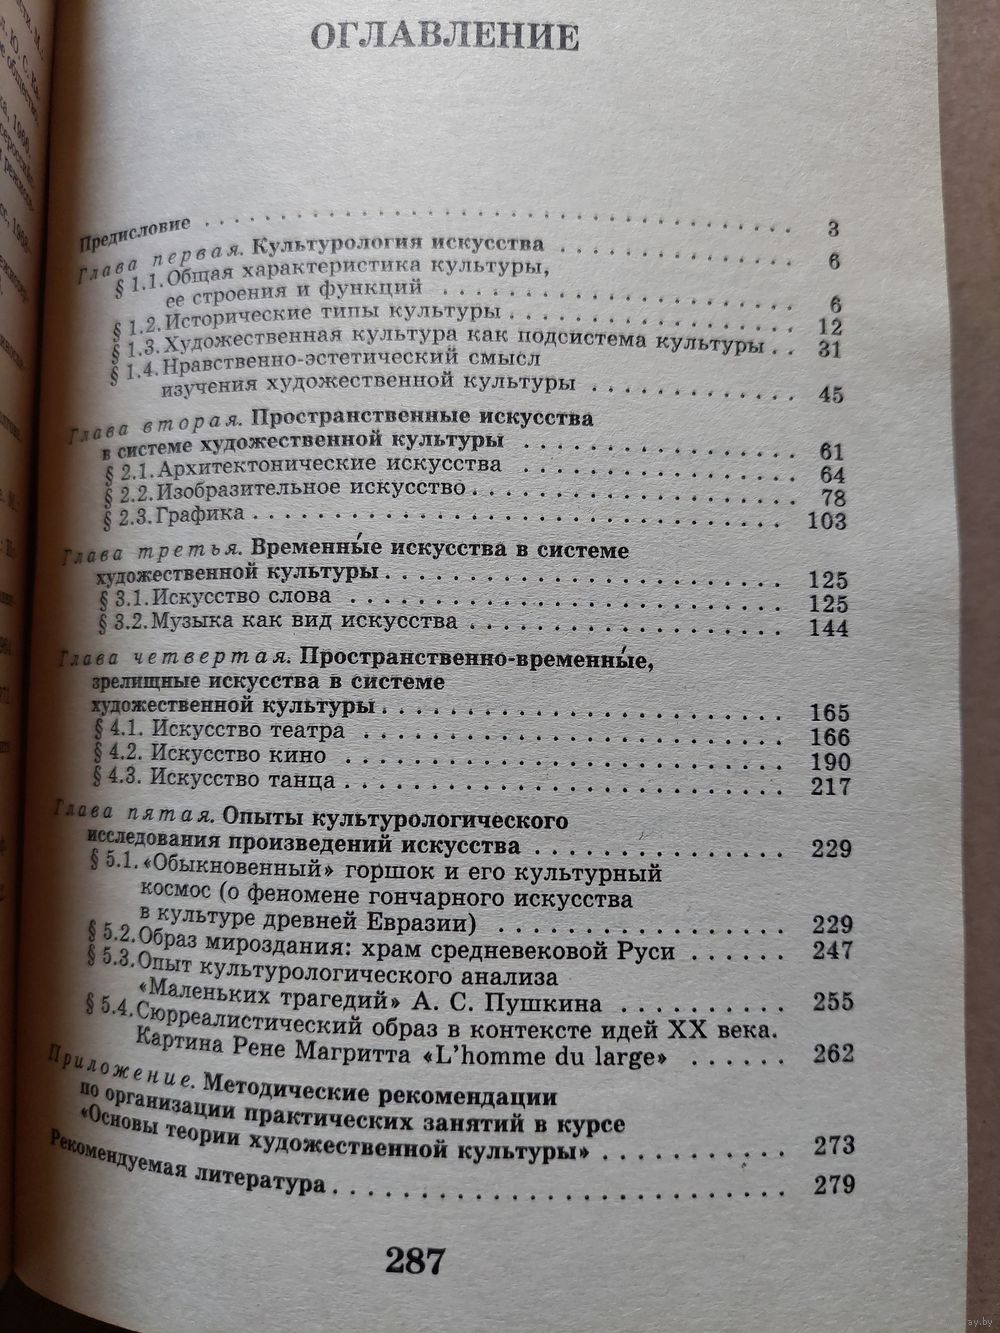 ОГЛАВЛЕНИЕ
Предисловие . . . . . . . . . . . . . . . . . . . . . . . . . . . . . . 3
Глава первая. Культурология искусства . . . . . . . . . . . . 6
§ 1.1. Общая характеристика культуры,
ее строения и функций . . . . . . . . . . . . . . . . . . . 6
§ 1.2. Исторические типы культуры . . . . . . . . . . . . . . 12
§ 1.3. Художественная культура как подсистема культуры . . 31
§ 1.4. Нравственно-эстетический смысл
изучения художественной культуры . . . . . . . . . . . 45
Глава вторая. Пространственные искусства
в системе художественной культуры . . . . . . . . . . . . . 61
§ 2.1. Архитектонические искусства . . . . . . . . . . . . . 64
§ 2.2. Изобразительное искусство . . . . . . . . . . . . . . . 78
§ 2.3. Графика . . . . . . . . . . . . . . . . . . . . . . . . . 103
Глава третья. Временны́е искусства в системе
художественной культуры . . . . . . . . . . . . . . . . . . 125
§ 3.1. Искусство слова . . . . . . . . . . . . . . . . . . . . 125
§ 3.2. Музыка как вид искусства . . . . . . . . . . . . . . . 144
Глава четвертая. Пространственно-временны́е,
зрелищные искусства в системе
художественной культуры . . . . . . . . . . . . . . . . . . 165
§ 4.1. Искусство театра . . . . . . . . . . . . . . . . . . . 166
§ 4.2. Искусство кино . . . . . . . . . . . . . . . . . . . . 190
§ 4.3. Искусство танца . . . . . . . . . . . . . . . . . . . . 217
Глава пятая. Опыты культурологического
исследования произведений искусства . . . . . . . . . . . . 229
§ 5.1. «Обыкновенный» горшок и его культурный
космос (о феномене гончарного искусства
в культуре древней Евразии) . . . . . . . . . . . . . 229
§ 5.2. Образ мироздания: храм средневековой Руси . . . . . . 247
§ 5.3. Опыт культурологического анализа
«Маленьких трагедий» А. С. Пушкина . . . . . . . . . . 255
§ 5.4. Сюрреалистический образ в контексте идей XX века.
Картина Рене Магритта «L'homme du large» . . . . . . 262
Приложение. Методические рекомендации
по организации практических занятий в курсе
«Основы теории художественной культуры» . . . . . . . . . 273
Рекомендуемая литература . . . . . . . . . . . . . . . . . . . . 279
287
ay.by